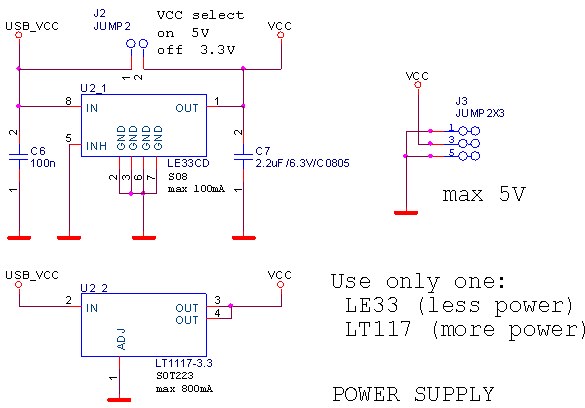 J2
JUMP2
VCC select
on 5V
off 3.3V
USB_VCC
VCC
1
2
U2_1
8 IN OUT 1
5 INH
GND GND GND GND
2 3 6 7
LE33CD
SO8
max 100mA
2
C6
100n
1
2
C7
2.2uF/6.3V/C0805
1
VCC
J3
JUMP2X3
1
3
5
max 5V
USB_VCC
VCC
U2_2
2 IN OUT 3
OUT 4
ADJ
1
LT1117-3.3
SOT223
max 800mA
Use only one:
LE33 (less power)
LT117 (more power)
POWER SUPPLY